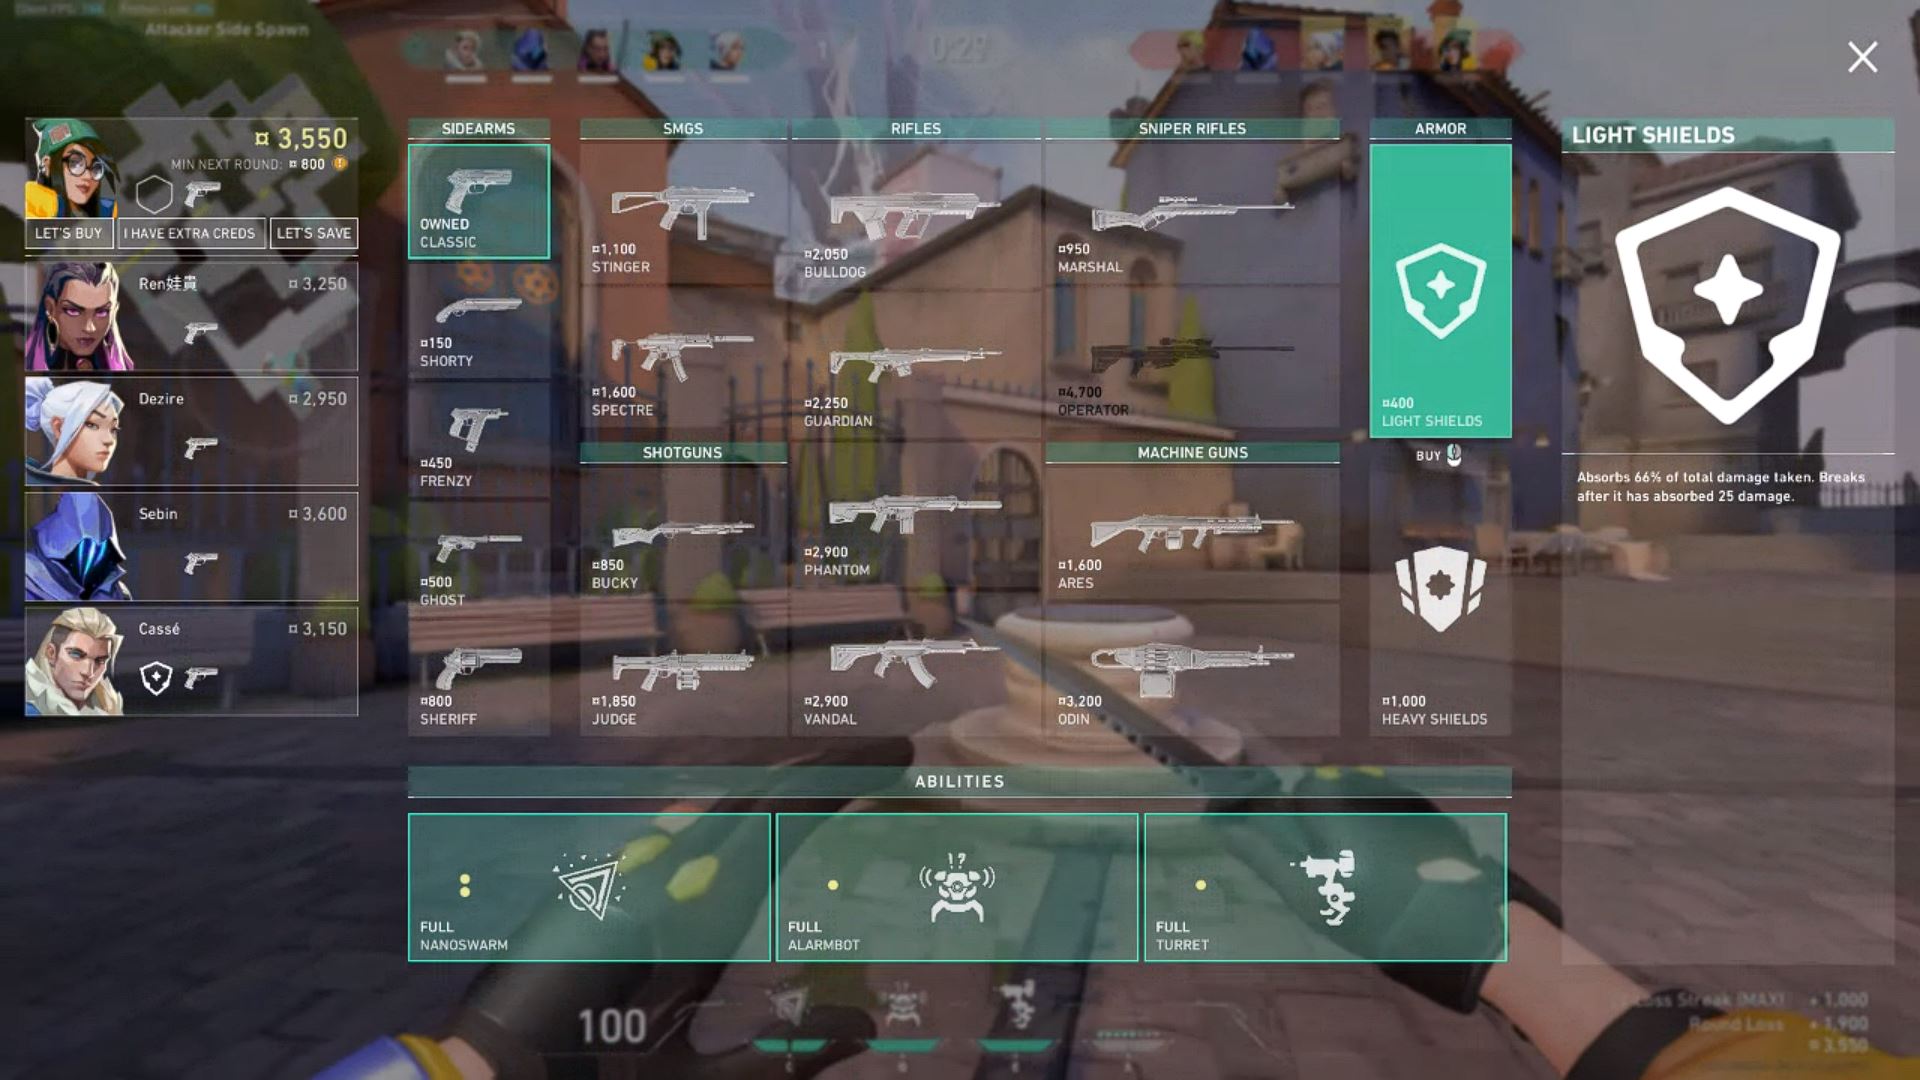 Attacker Side Spawn
0:29
¤ 3,550
MIN NEXT ROUND: ¤ 800
LET'S BUY
I HAVE EXTRA CREDS
LET'S SAVE
Ren娃貴
¤ 3,250
Dezire
¤ 2,950
Sebin
¤ 3,600
Cassé
¤ 3,150
SIDEARMS
OWNED
CLASSIC
¤150
SHORTY
¤450
FRENZY
¤500
GHOST
¤800
SHERIFF
SMGS
¤1,100
STINGER
¤1,600
SPECTRE
SHOTGUNS
¤850
BUCKY
¤1,850
JUDGE
RIFLES
¤2,050
BULLDOG
¤2,250
GUARDIAN
¤2,900
PHANTOM
¤2,900
VANDAL
SNIPER RIFLES
¤950
MARSHAL
¤4,700
OPERATOR
MACHINE GUNS
¤1,600
ARES
¤3,200
ODIN
ARMOR
¤400
LIGHT SHIELDS
BUY
¤1,000
HEAVY SHIELDS
LIGHT SHIELDS
Absorbs 66% of total damage taken. Breaks
after it has absorbed 25 damage.
ABILITIES
FULL
NANOSWARM
!?
FULL
ALARMBOT
FULL
TURRET
100
Loss Streak (MAX) + 1,000
Round Loss + 1,900
¤ 3,550